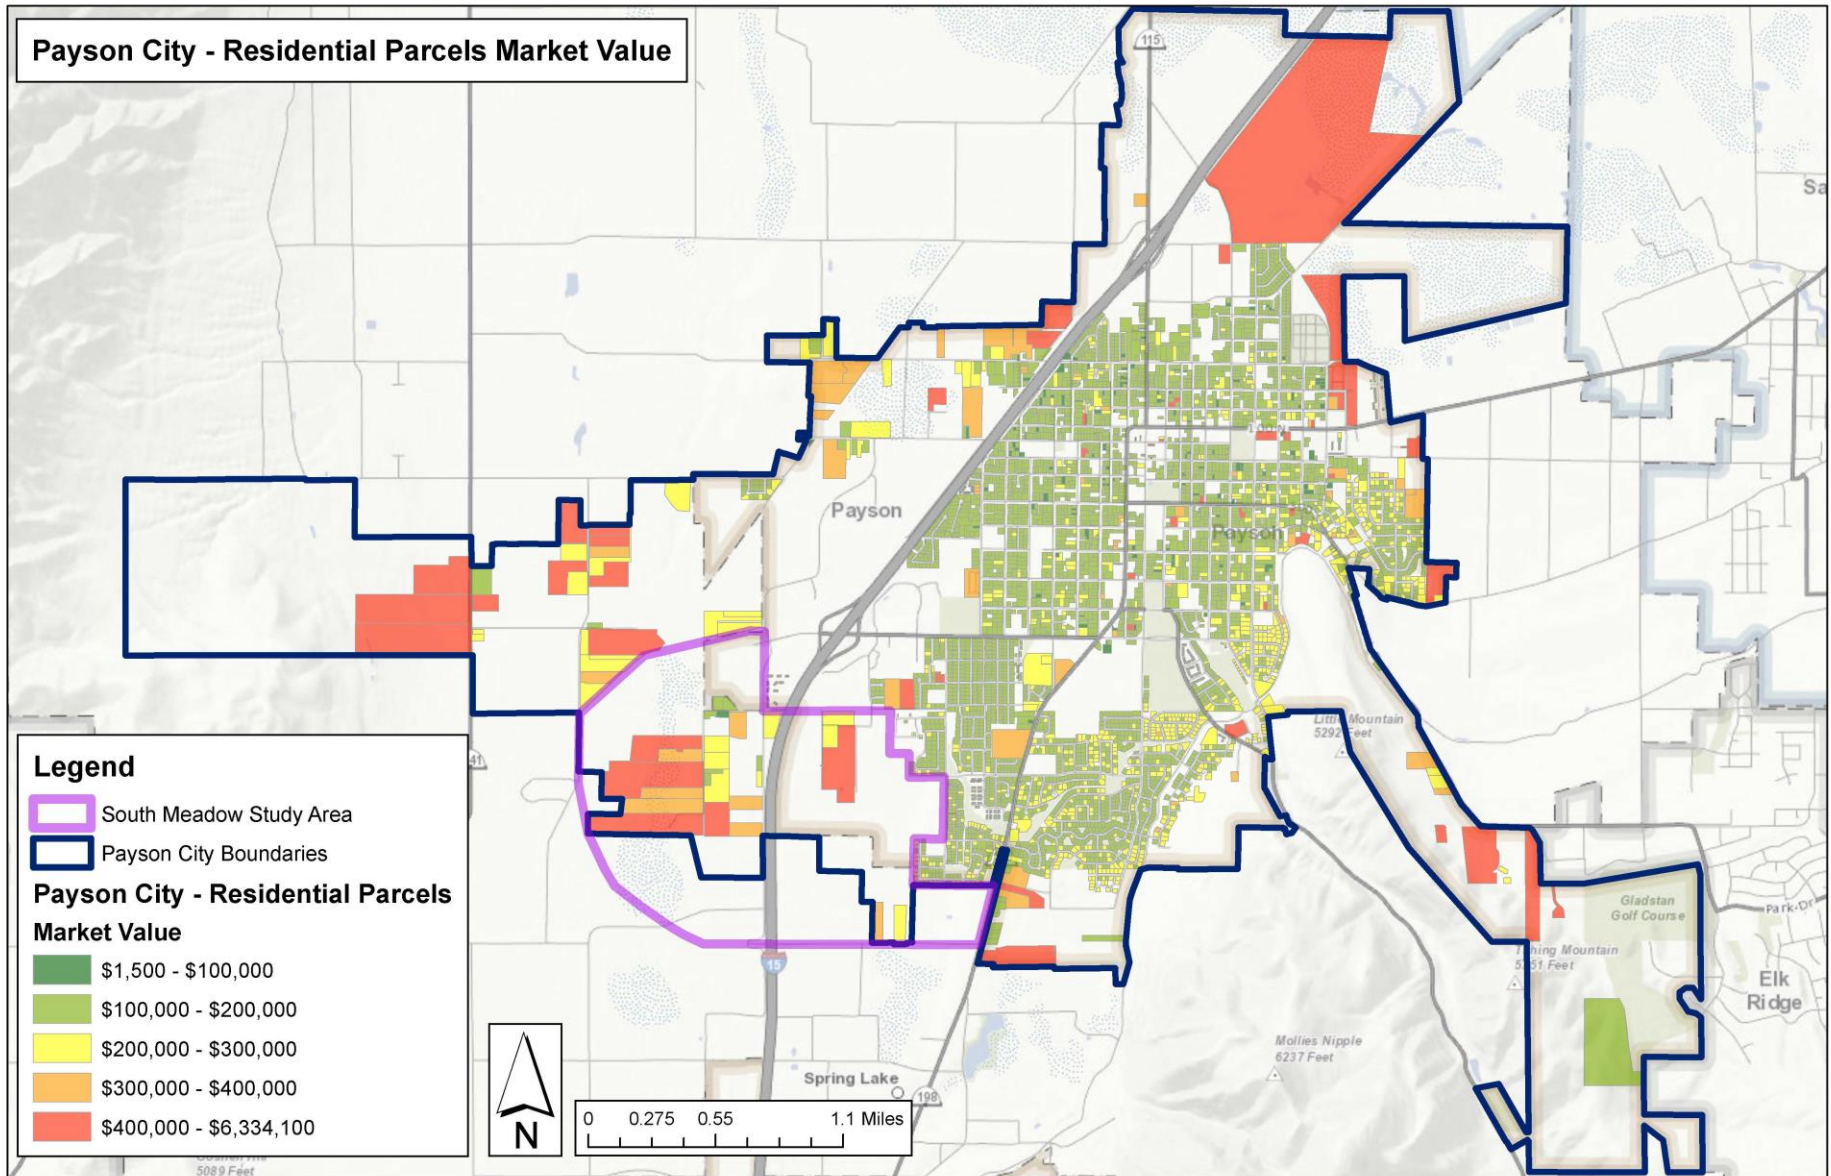 Payson City - Residential Parcels Market Value
115
Payson
Payson
100 N
Little Mountain
5292 Feet
Gladstan
Golf Course
Park-Dr
Elk
Ridge
Mollies Nipple
6237 Feet
Spring Lake
198
15
41
Legend
South Meadow Study Area
Payson City Boundaries
Payson City - Residential Parcels
Market Value
$1,500 - $100,000
$100,000 - $200,000
$200,000 - $300,000
$300,000 - $400,000
$400,000 - $6,334,100
N
0 0.275 0.55 1.1 Miles
5089 Feet